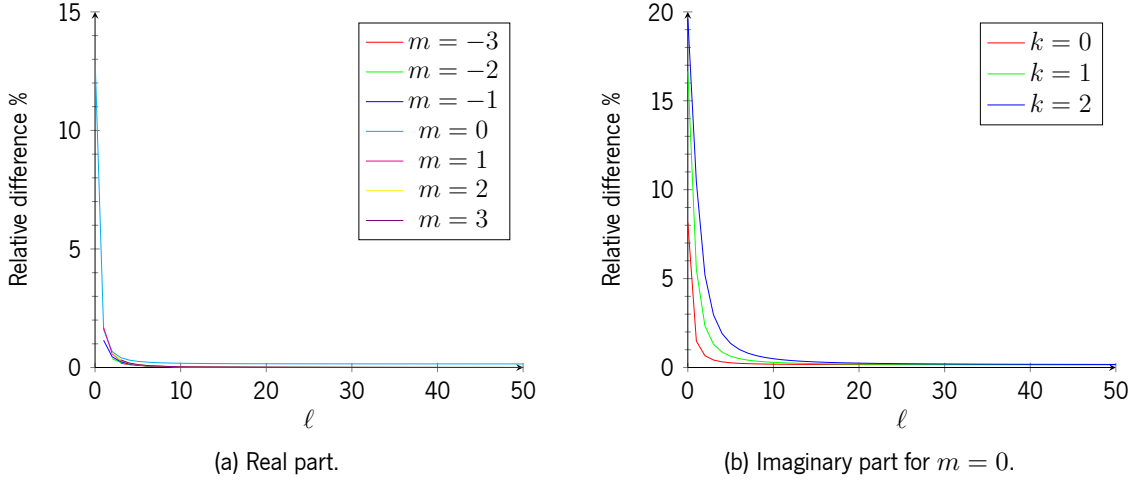 15
10
5
0
0
10
20
30
40
50
Relative difference %
ℓ
m = −3
m = −2
m = −1
m = 0
m = 1
m = 2
m = 3
(a) Real part.
20
15
10
5
0
0
10
20
30
40
50
Relative difference %
ℓ
k = 0
k = 1
k = 2
(b) Imaginary part for m = 0.